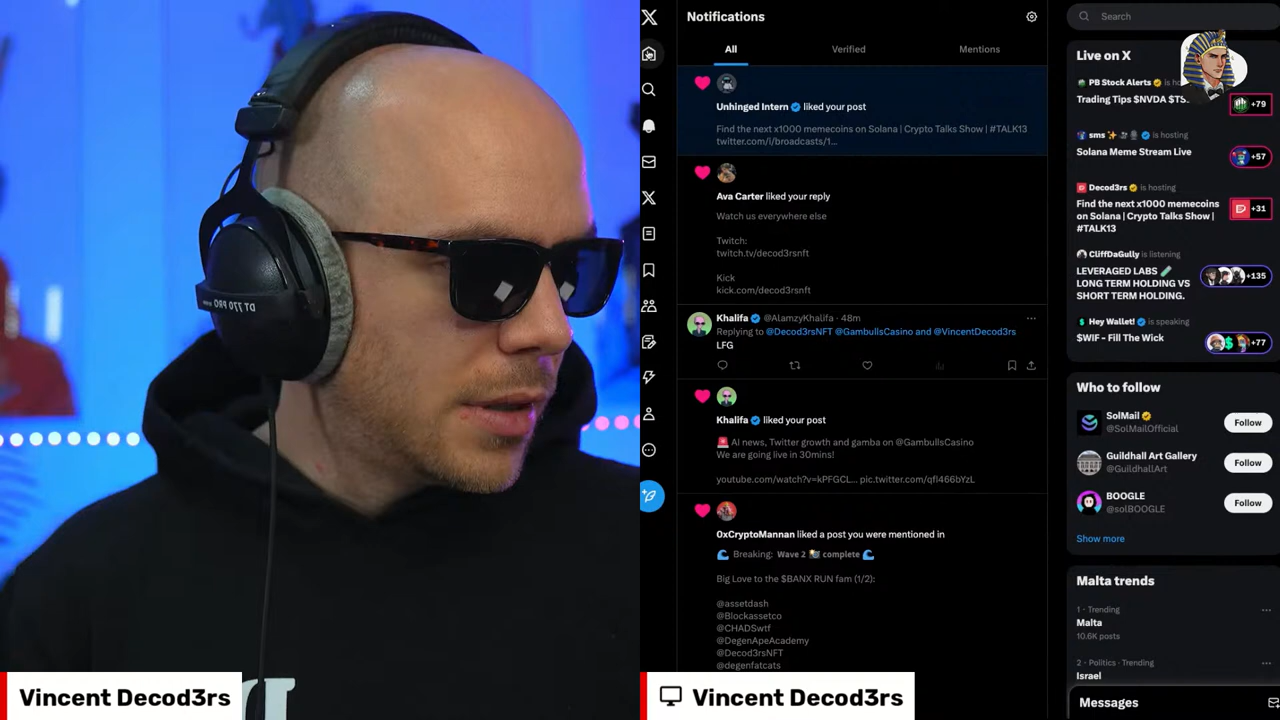 DT 770 PRO
Vincent Decod3rs
Notifications
All
Verified
Mentions
Unhinged Intern liked your post
Find the next x1000 memecoins on Solana | Crypto Talks Show | #TALK13
twitter.com/i/broadcasts/1...
Ava Carter liked your reply
Watch us everywhere else
Twitch:
twitch.tv/decod3rsnft
Kick
kick.com/decod3rsnft
Khalifa @AlamzyKhalifa · 48m
Replying to @Decod3rsNFT @GambullsCasino and @VincentDecod3rs
LFG
Khalifa liked your post
🚨 AI news, Twitter growth and gamba on @GambullsCasino
We are going live in 30mins!
youtube.com/watch?v=kPFGCL... pic.twitter.com/qfI466bYzL
0xCryptoMannan liked a post you were mentioned in
🌊 Breaking: Wave 2 📸 complete 🌊
Big Love to the $BANX RUN fam (1/2):
@assetdash
@Blockassetco
@CHADSwtf
@DegenApeAcademy
@Decod3rsNFT
@degenfatcats
Vincent Decod3rs
Search
Live on X
PB Stock Alerts is ho
Trading Tips $NVDA $TS.
+79
sms is hosting
Solana Meme Stream Live
+57
Decod3rs is hosting
Find the next x1000 memecoins
on Solana | Crypto Talks Show |
#TALK13
+31
CliffDaGully is listening
LEVERAGED LABS 🧪
LONG TERM HOLDING VS
SHORT TERM HOLDING.
+135
Hey Wallet! is speaking
$WIF - Fill The Wick
+77
Who to follow
SolMail
@SolMailOfficial
Follow
Guildhall Art Gallery
@GuildhallArt
Follow
BOOGLE
@solBOOGLE
Follow
Show more
Malta trends
1 · Trending
Malta
10.6K posts
2 · Politics · Trending
Israel
Messages